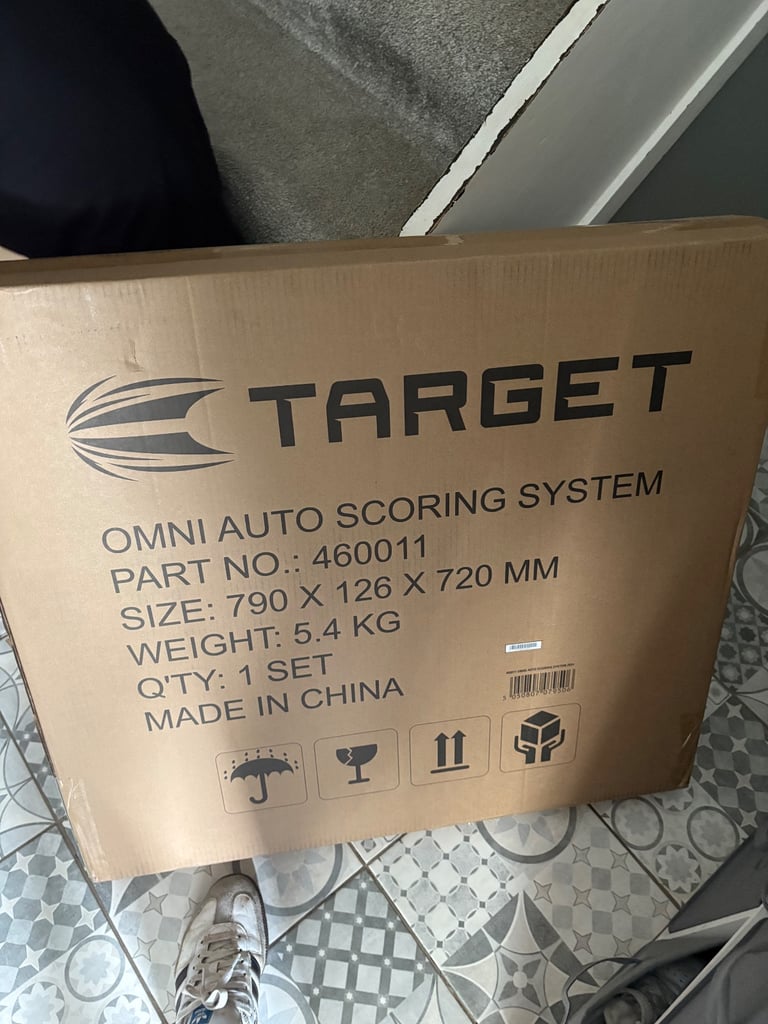 TARGET
OMNI AUTO SCORING SYSTEM
PART NO.: 460011
SIZE: 790 X 126 X 720 MM
WEIGHT: 5.4 KG
Q'TY: 1 SET
MADE IN CHINA